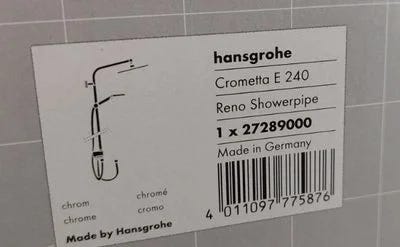 hansgrohe
Crometta E 240
Reno Showerpipe
1 x 27289000
Made in Germany
chrom chromé
chrome cromo
Made by Hansgrohe
4 011097 775876